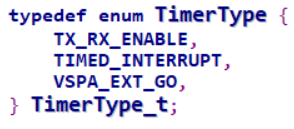 typedef enum TimerType {
    TX_RX_ENABLE,
    TIMED_INTERRUPT,
    VSPA_EXT_GO,
} TimerType_t;